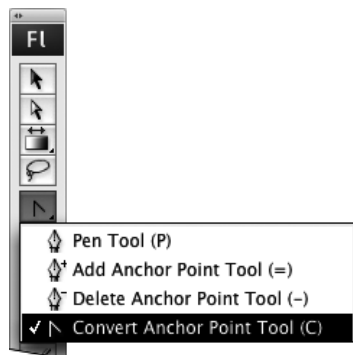 Fl
Pen Tool (P)
Add Anchor Point Tool (=)
Delete Anchor Point Tool (-)
Convert Anchor Point Tool (C)